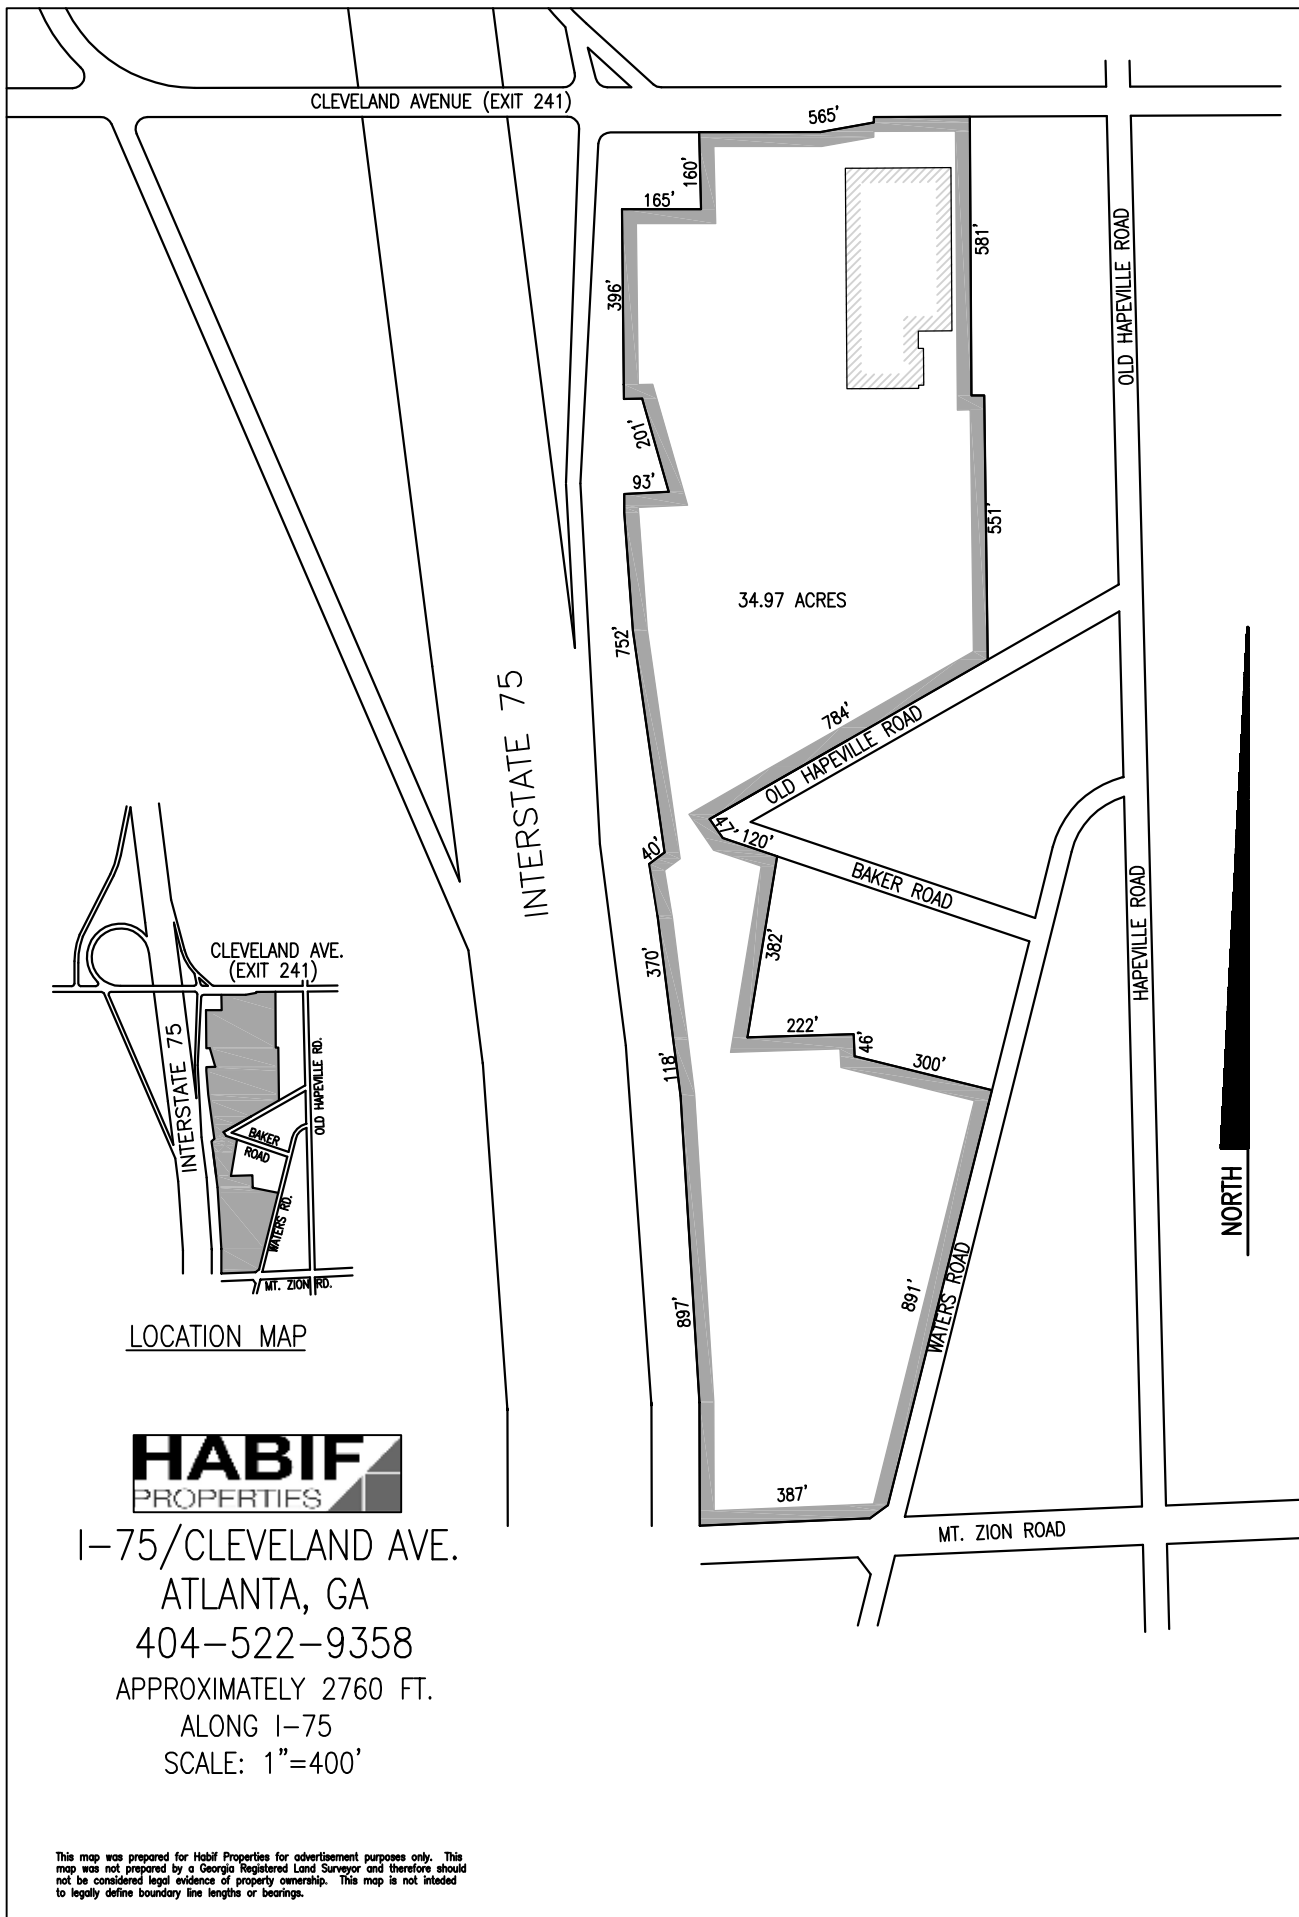 CLEVELAND AVENUE (EXIT 241)
565'
160'
165'
581'
OLD HAPEVILLE ROAD
396'
201'
93'
551'
34.97 ACRES
752'
INTERSTATE 75
784'
OLD HAPEVILLE ROAD
47'
120'
40'
BAKER ROAD
HAPEVILLE ROAD
382'
370'
222'
46'
300'
118'
NORTH
897'
891'
WATERS ROAD
387'
MT. ZION ROAD
CLEVELAND AVE.
(EXIT 241)
INTERSTATE 75
OLD HAPEVILLE RD.
BAKER
ROAD
WATERS RD.
MT. ZION RD.
LOCATION MAP
HABIF
PROPERTIES
I-75/CLEVELAND AVE.
ATLANTA, GA
404-522-9358
APPROXIMATELY 2760 FT.
ALONG I-75
SCALE: 1"=400'
This map was prepared for Habif Properties for advertisement purposes only. This
map was not prepared by a Georgia Registered Land Surveyor and therefore should
not be considered legal evidence of property ownership. This map is not inteded
to legally define boundary line lengths or bearings.